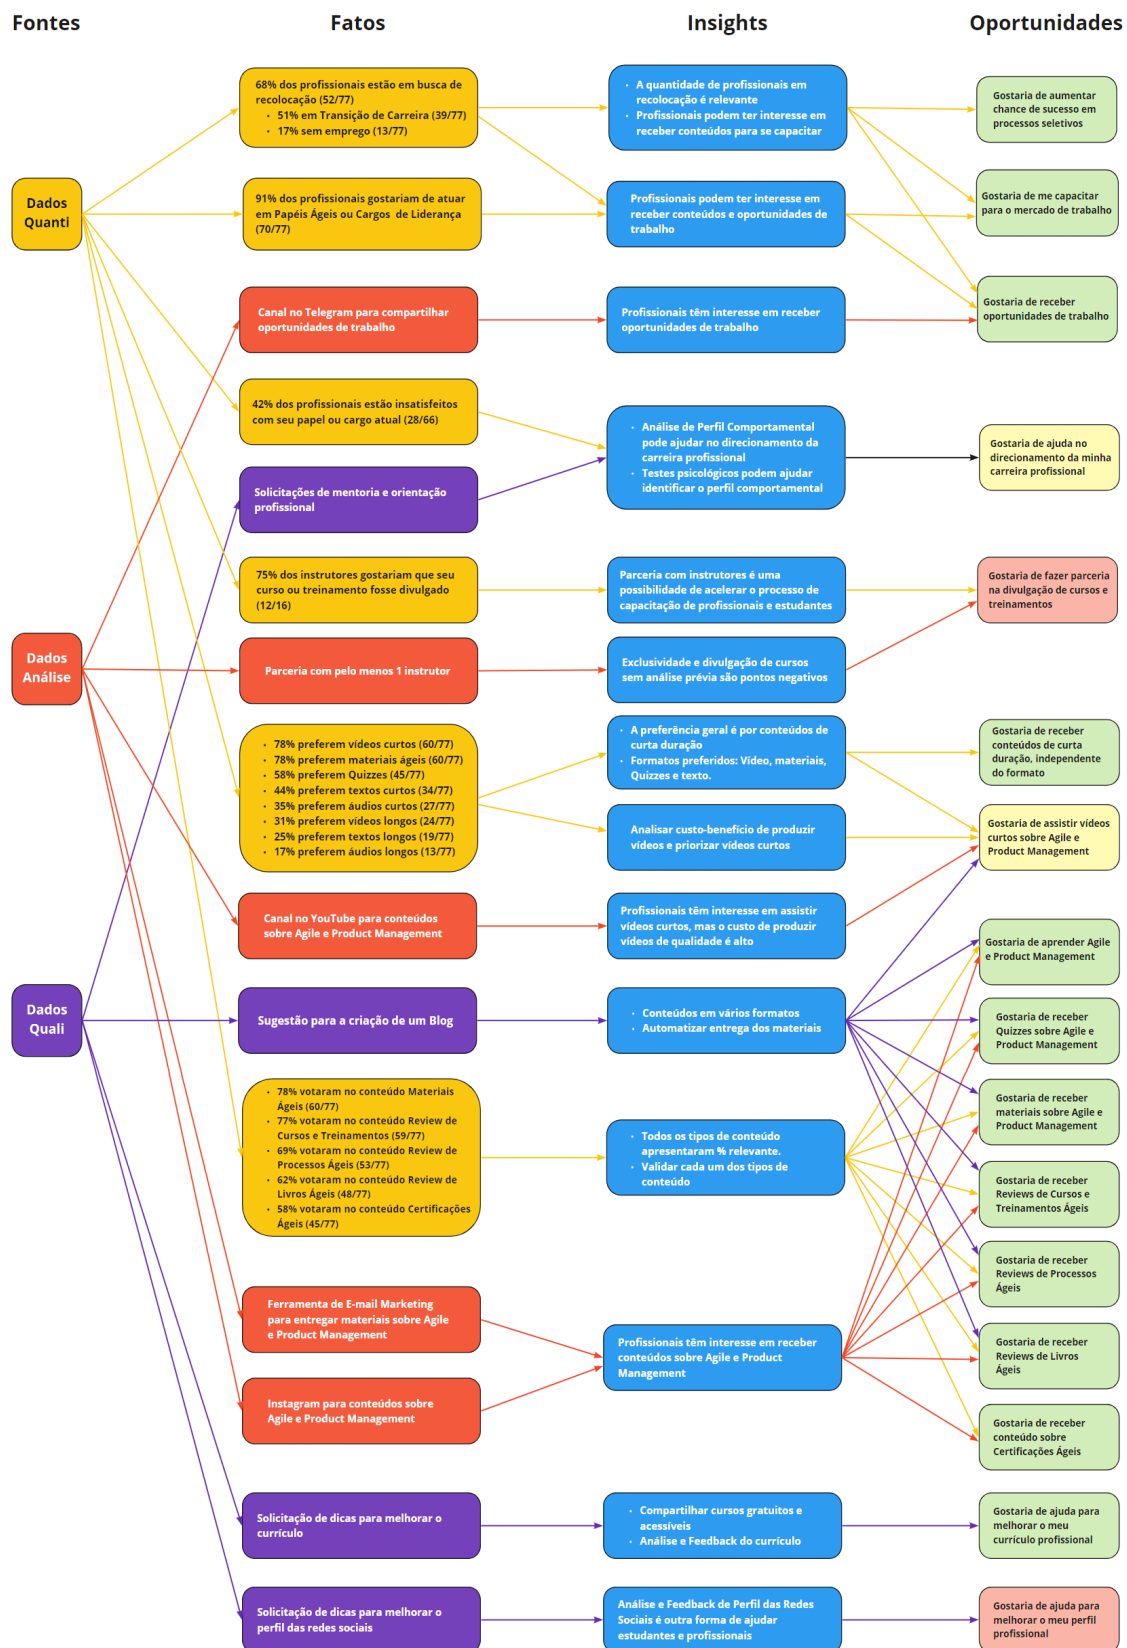 Fontes
Fatos
Insights
Oportunidades
68% dos profissionais estão em busca de
recolocação (52/77)
• 51% em Transição de Carreira (39/77)
• 17% sem emprego (13/77)
• A quantidade de profissionais em
recolocação é relevante
• Profissionais podem ter interesse em
receber conteúdos para se capacitar
Gostaria de aumentar
chance de sucesso em
processos seletivos
Dados
Quanti
91% dos profissionais gostariam de atuar
em Papéis Ágeis ou Cargos de Liderança
(70/77)
Profissionais podem ter interesse em
receber conteúdos e oportunidades de
trabalho
Gostaria de me capacitar
para o mercado de trabalho
Canal no Telegram para compartilhar
oportunidades de trabalho
Profissionais têm interesse em receber
oportunidades de trabalho
Gostaria de receber
oportunidades de trabalho
42% dos profissionais estão insatisfeitos
com seu papel ou cargo atual (28/66)
• Análise de Perfil Comportamental
pode ajudar no direcionamento da
carreira profissional
• Testes psicológicos podem ajudar
identificar o perfil comportamental
Gostaria de ajuda no
direcionamento da minha
carreira profissional
Solicitações de mentoria e orientação
profissional
75% dos instrutores gostariam que seu
curso ou treinamento fosse divulgado
(12/16)
Parceria com instrutores é uma
possibilidade de acelerar o processo de
capacitação de profissionais e estudantes
Gostaria de fazer parceria
na divulgação de cursos e
treinamentos
Dados
Análise
Parceria com pelo menos 1 instrutor
Exclusividade e divulgação de cursos
sem análise prévia são pontos negativos
• 78% preferem vídeos curtos (60/77)
• 78% preferem materiais ágeis (60/77)
• 58% preferem Quizzes (45/77)
• 44% preferem textos curtos (34/77)
• 35% preferem áudios curtos (27/77)
• 31% preferem vídeos longos (24/77)
• 25% preferem textos longos (19/77)
• 17% preferem áudios longos (13/77)
• A preferência geral é por conteúdos de
curta duração
• Formatos preferidos: Vídeo, materiais,
Quizzes e texto.
Gostaria de receber
conteúdos de curta
duração, independente
do formato
Analisar custo-benefício de produzir
vídeos e priorizar vídeos curtos
Gostaria de assistir vídeos
curtos sobre Agile e
Product Management
Canal no YouTube para conteúdos
sobre Agile e Product Management
Profissionais têm interesse em assistir
vídeos curtos, mas o custo de produzir
vídeos de qualidade é alto
Gostaria de aprender Agile
e Product Management
Dados
Quali
Sugestão para a criação de um Blog
• Conteúdos em vários formatos
• Automatizar entrega dos materiais
Gostaria de receber
Quizzes sobre Agile e
Product Management
• 78% votaram no conteúdo Materiais
Ágeis (60/77)
• 77% votaram no conteúdo Review de
Cursos e Treinamentos (59/77)
• 69% votaram no conteúdo Review de
Processos Ágeis (53/77)
• 62% votaram no conteúdo Review de
Livros Ágeis (48/77)
• 58% votaram no conteúdo Certificações
Ágeis (45/77)
• Todos os tipos de conteúdo
apresentaram % relevante.
• Validar cada um dos tipos de
conteúdo
Gostaria de receber
materiais sobre Agile e
Product Management
Gostaria de receber
Reviews de Cursos e
Treinamentos Ágeis
Gostaria de receber
Reviews de Processos
Ágeis
Ferramenta de E-mail Marketing
para entregar materiais sobre Agile
e Product Management
Profissionais têm interesse em receber
conteúdos sobre Agile e Product
Management
Gostaria de receber
Reviews de Livros
Ágeis
Instagram para conteúdos sobre
Agile e Product Management
Gostaria de receber
conteúdo sobre
Certificações Ágeis
Solicitação de dicas para melhorar o
currículo
• Compartilhar cursos gratuitos e
acessíveis
• Análise e Feedback do currículo
Gostaria de ajuda para
melhorar o meu
currículo profissional
Solicitação de dicas para melhorar o
perfil das redes sociais
Análise e Feedback de Perfil das Redes
Sociais é outra forma de ajudar
estudantes e profissionais
Gostaria de ajuda para
melhorar o meu perfil
profissional